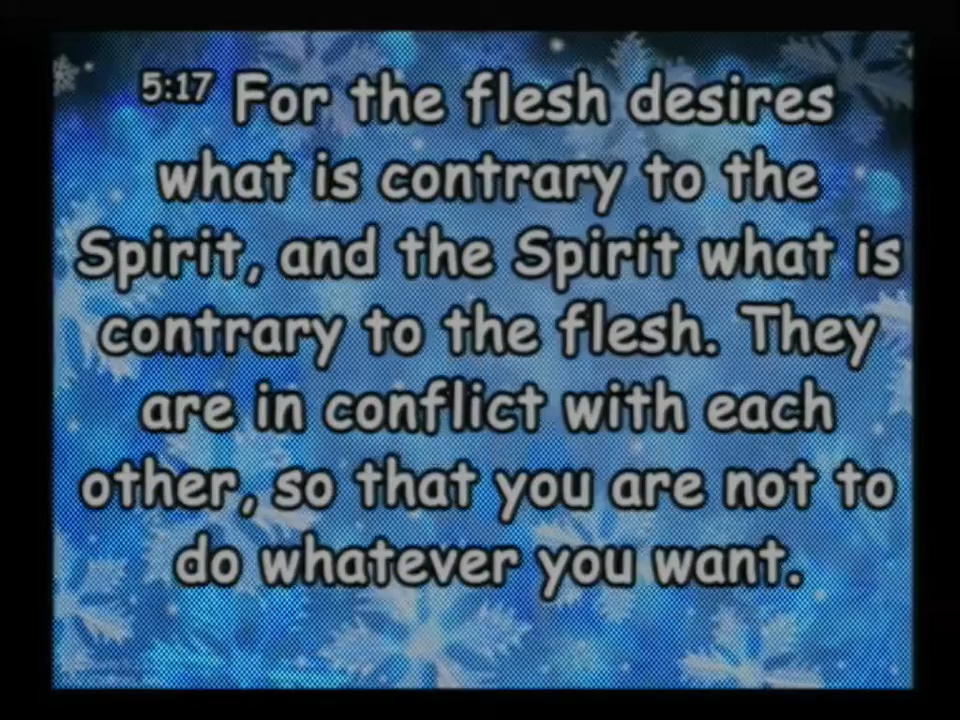 5:17 For the flesh desires
what is contrary to the
Spirit, and the Spirit what is
contrary to the flesh. They
are in conflict with each
other, so that you are not to
do whatever you want.